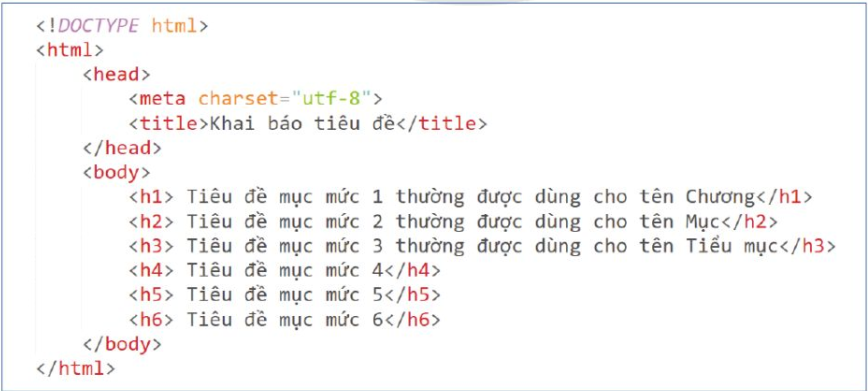 <!DOCTYPE html>
<html>
<head>
<meta charset="utf-8">
<title>Khai báo tiêu đề</title>
</head>
<body>
<h1> Tiêu đề mục mức 1 thường được dùng cho tên Chương</h1>
<h2> Tiêu đề mục mức 2 thường được dùng cho tên Mục</h2>
<h3> Tiêu đề mục mức 3 thường được dùng cho tên Tiểu mục</h3>
<h4> Tiêu đề mục mức 4</h4>
<h5> Tiêu đề mục mức 5</h5>
<h6> Tiêu đề mục mức 6</h6>
</body>
</html>